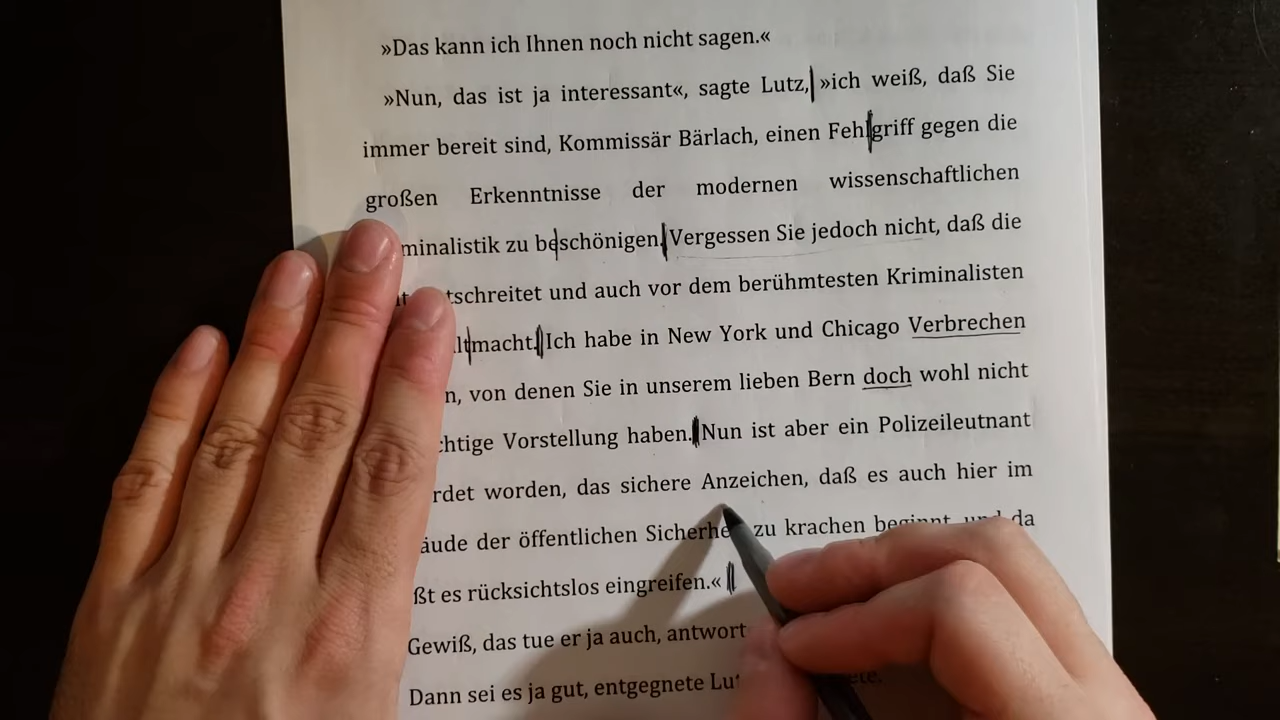 »Das kann ich Ihnen noch nicht sagen.«
»Nun, das ist ja interessant«, sagte Lutz, »ich weiß, daß Sie
immer bereit sind, Kommissär Bärlach, einen Fehlgriff gegen die
großen Erkenntnisse der modernen wissenschaftlichen
minalistik zu beschönigen. Vergessen Sie jedoch nicht, daß die
tschreitet und auch vor dem berühmtesten Kriminalisten
ltmacht. Ich habe in New York und Chicago Verbrechen
n, von denen Sie in unserem lieben Bern doch wohl nicht
chtige Vorstellung haben. Nun ist aber ein Polizeileutnant
rdet worden, das sichere Anzeichen, daß es auch hier im
äude der öffentlichen Sicherhe zu krachen beginnt, und da
ßt es rücksichtslos eingreifen.«
Gewiß, das tue er ja auch, antwort
Dann sei es ja gut, entgegnete Lut ete.